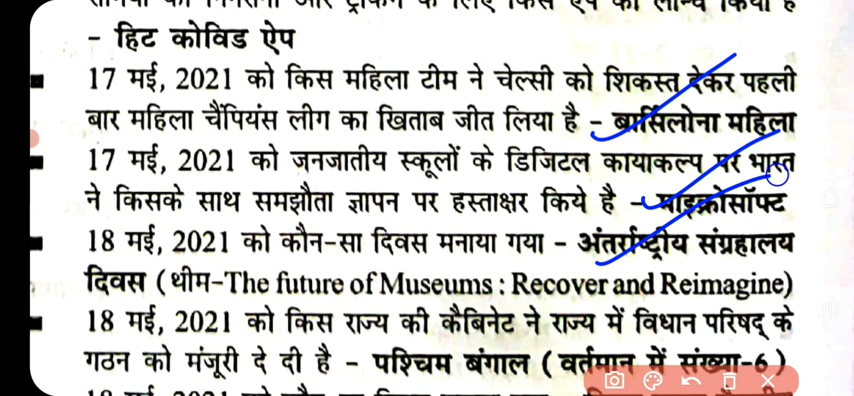 - हिट कोविड ऐप
17 मई, 2021 को किस महिला टीम ने चेल्सी को शिकस्त देकर पहली
बार महिला चैंपियंस लीग का खिताब जीत लिया है - बार्सिलोना महिला
17 मई, 2021 को जनजातीय स्कूलों के डिजिटल कायाकल्प पर भारत
ने किसके साथ समझौता ज्ञापन पर हस्ताक्षर किये है - माइक्रोसॉफ्ट
18 मई, 2021 को कौन-सा दिवस मनाया गया - अंतर्राष्ट्रीय संग्रहालय
दिवस (थीम-The future of Museums : Recover and Reimagine)
18 मई, 2021 को किस राज्य की कैबिनेट ने राज्य में विधान परिषद् के
गठन को मंजूरी दे दी है - पश्चिम बंगाल (वर्तमान में संख्या-6)